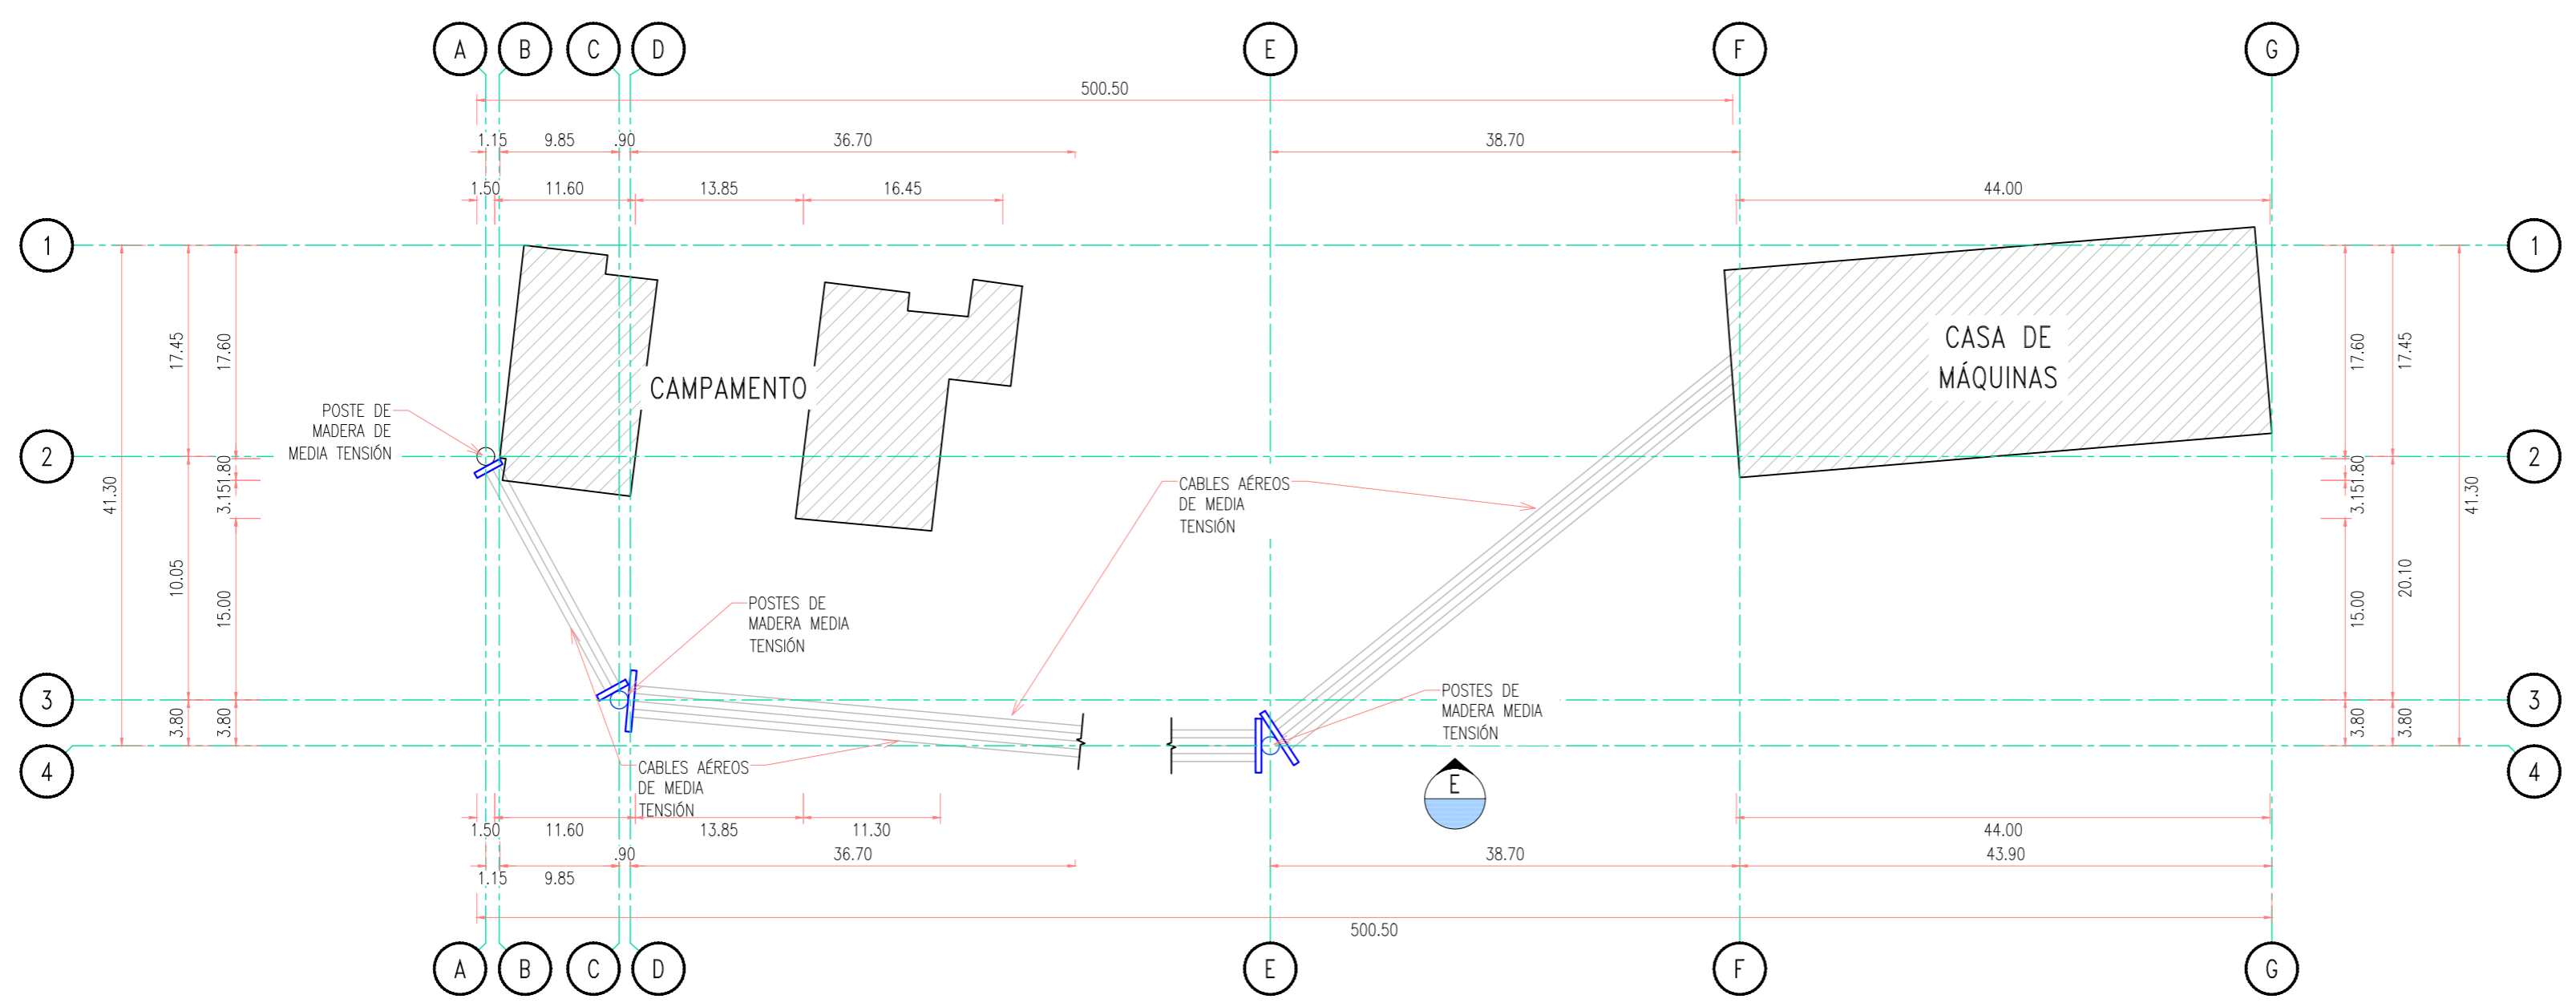 A B C D E F G
500.50
1.15 9.85 .90 36.70 38.70
1.50 11.60 13.85 16.45 44.00
1 1
17.45 17.60 17.60 17.45
CASA DE
MÁQUINAS
CAMPAMENTO
POSTE DE
MADERA DE
MEDIA TENSIÓN
2 2
41.30 3.15 1.80 3.15 1.80 41.30
CABLES AÉREOS
DE MEDIA
TENSIÓN
10.05 15.00 15.00 20.10
POSTES DE
MADERA MEDIA
TENSIÓN
POSTES DE
MADERA MEDIA
TENSIÓN
3 3
3.80 3.80 3.80 3.80
4 4
CABLES AÉREOS
DE MEDIA
TENSIÓN
E
1.50 11.60 13.85 11.30 44.00
.90 36.70 38.70 43.90
1.15 9.85
500.50
A B C D E F G